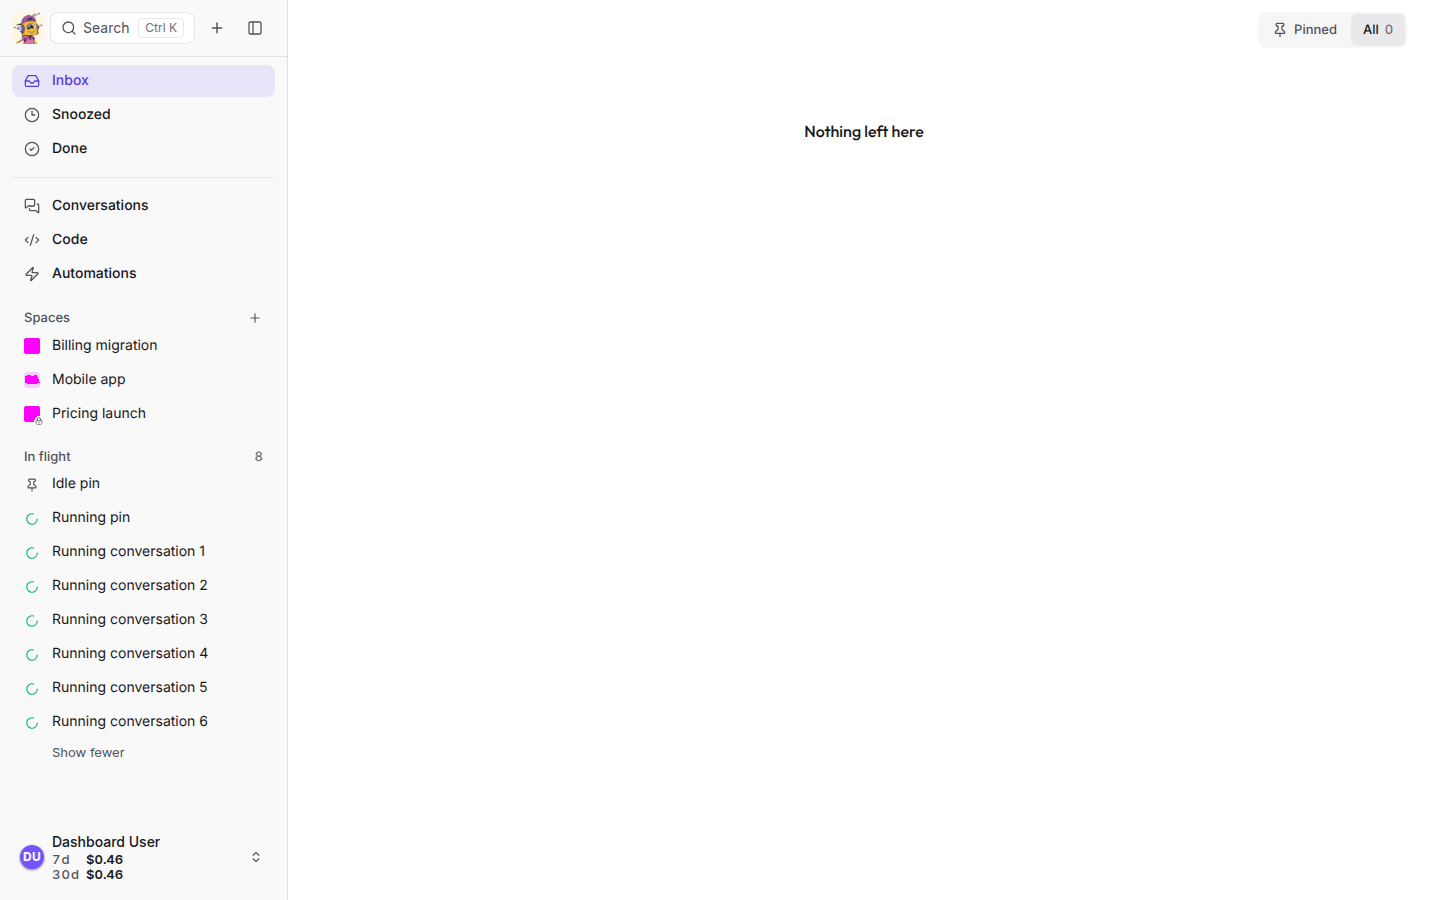 Search Ctrl K
Pinned
All 0
Inbox
Snoozed
Done
Conversations
Code
Automations
Spaces
Billing migration
Mobile app
Pricing launch
In flight 8
Idle pin
Running pin
Running conversation 1
Running conversation 2
Running conversation 3
Running conversation 4
Running conversation 5
Running conversation 6
Show fewer
DU
Dashboard User
7d $0.46
30d $0.46
Nothing left here